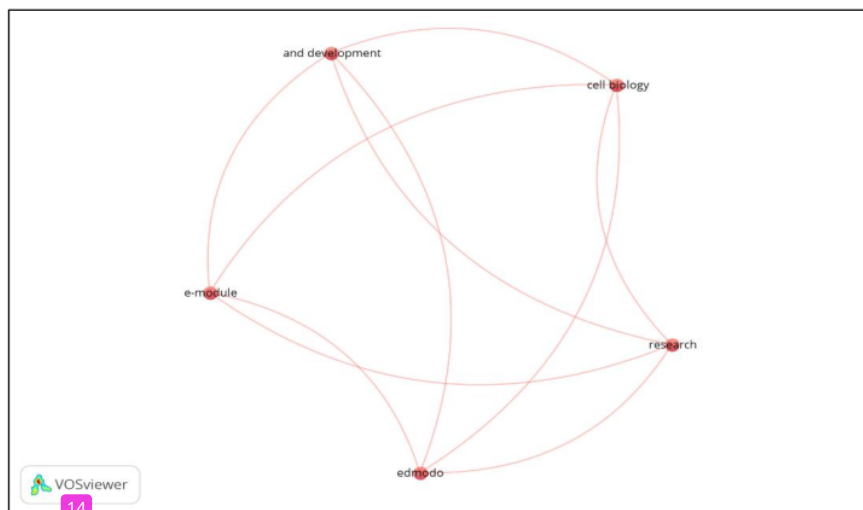 and development
cell biology
e-module
research
edmodo
VOSviewer
14